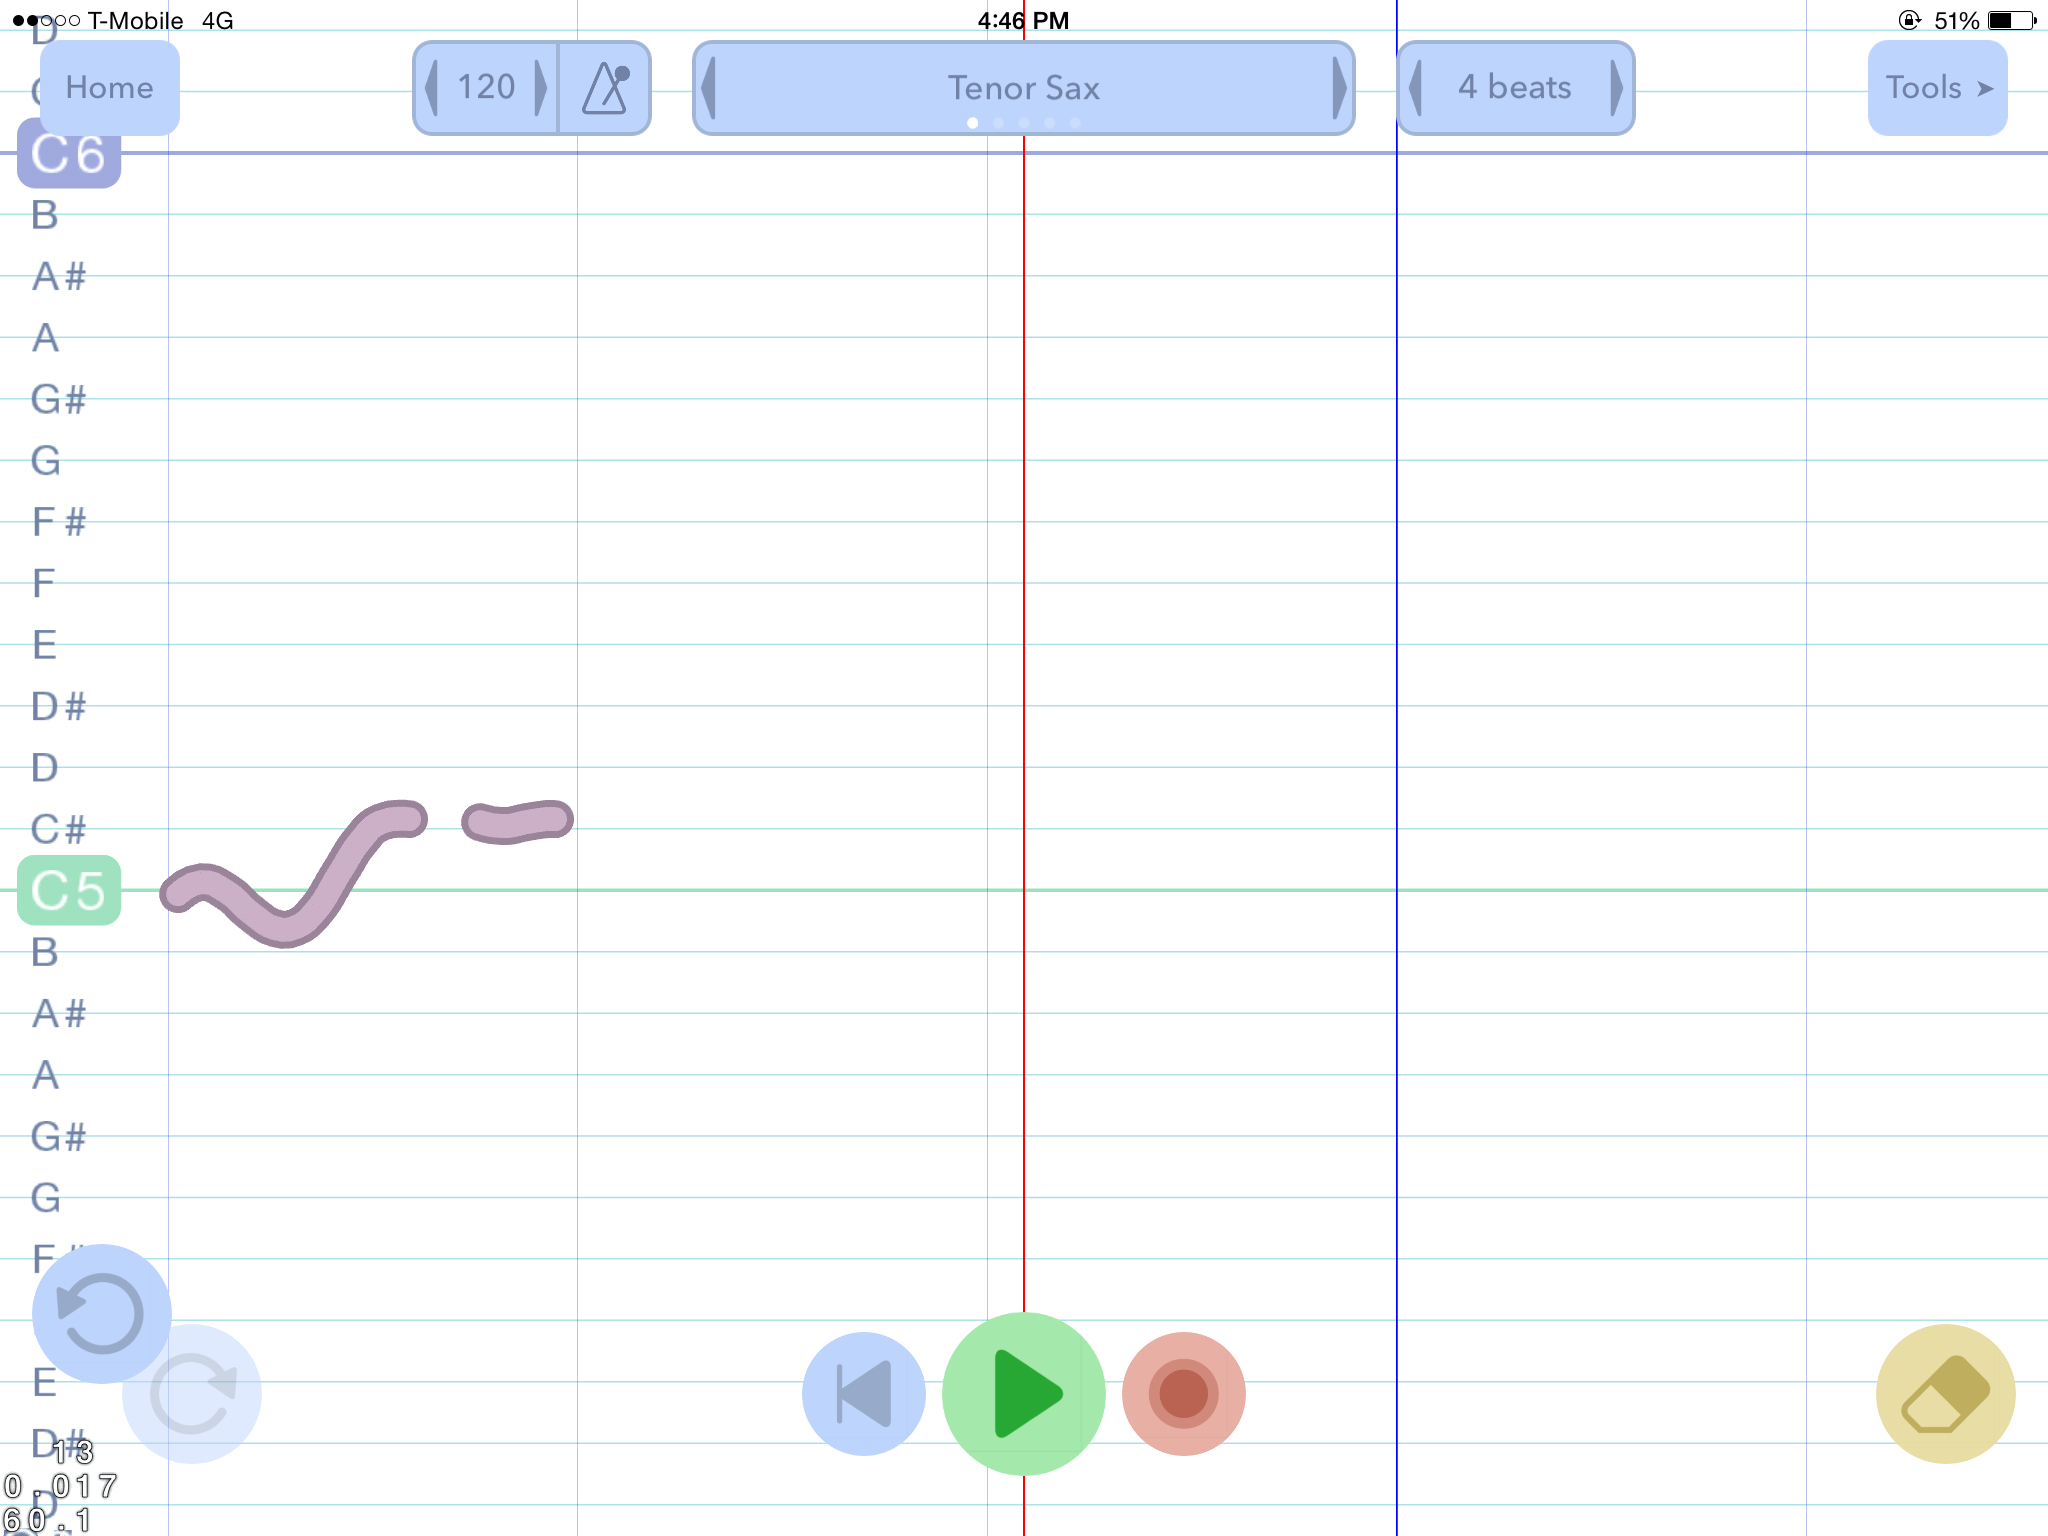 T-Mobile 4G 4:46 PM 51%
D
Home 120 Tenor Sax 4 beats Tools
C6
B
A#
A
G#
G
F#
F
E
D#
D
C#
C5
B
A#
A
G#
G
F#
E
D#
13
0.017
D
60.1